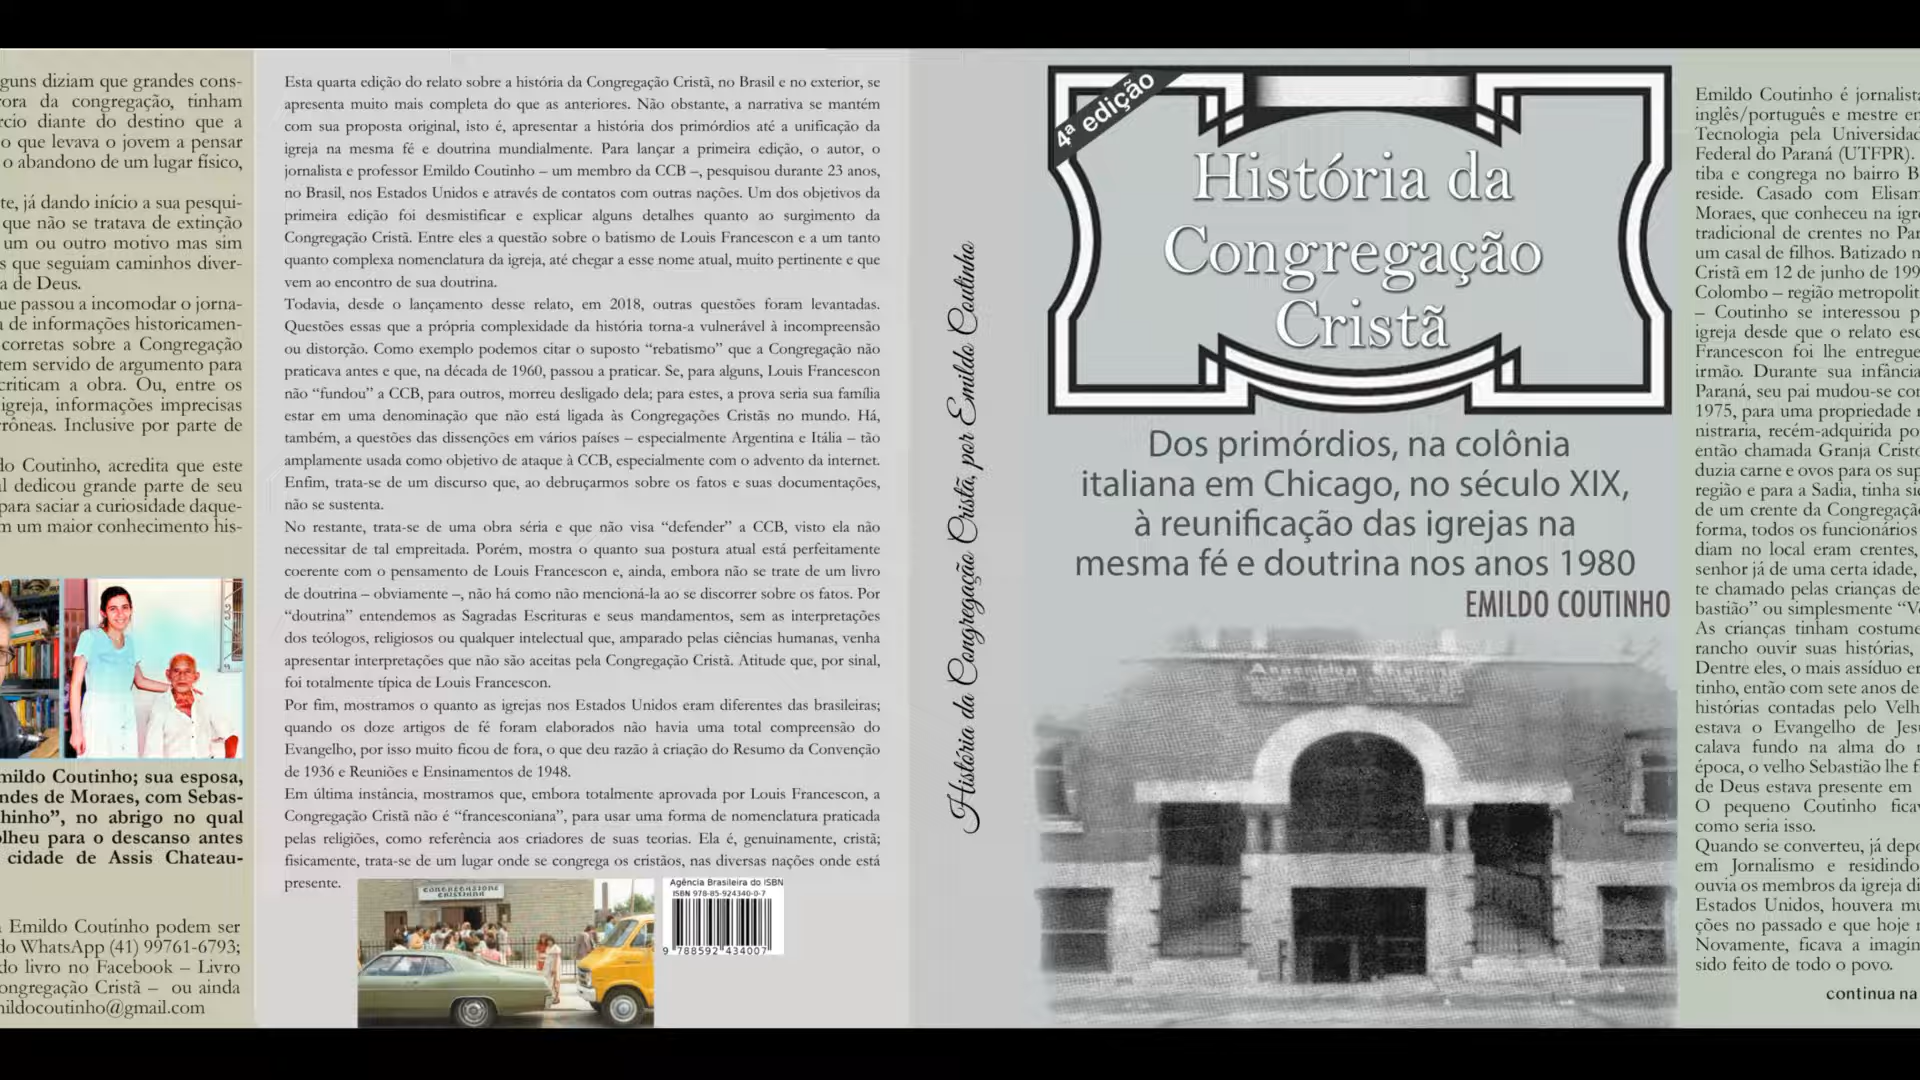 guns diziam que grandes cons-
rora da congregação, tinham
rcio diante do destino que a
o que levava o jovem a pensar
o abandono de um lugar físico,
te, já dando início a sua pesqui-
que não se tratava de extinção
um ou outro motivo mas sim
s que seguiam caminhos diver-
a de Deus.
ue passou a incomodar o jorna-
a de informações historicamen-
corretas sobre a Congregação
tem servido de argumento para
criticam a obra. Ou, entre os
igreja, informações imprecisas
rrôneas. Inclusive por parte de
do Coutinho, acredita que este
al dedicou grande parte de seu
para saciar a curiosidade daque-
m um maior conhecimento his-
milde Coutinho; sua esposa,
ndes de Moraes, com Sebas-
hinho”, no abrigo no qual
olheu para o descanso antes
cidade de Assis Chateau-
a Emildo Coutinho podem ser
do WhatsApp (41) 99761-6793;
do livro no Facebook – Livro
ongregação Cristã – ou ainda
mildocoutinho@gmail.com
Esta quarta edição do relato sobre a história da Congregação Cristã, no Brasil e no exterior, se
apresenta muito mais completa do que as anteriores. Não obstante, a narrativa se mantém
com sua proposta original, isto é, apresentar a história dos primórdios até a unificação da
igreja na mesma fé e doutrina mundialmente. Para lançar a primeira edição, o autor, o
jornalista e professor Emildo Coutinho – um membro da CCB –, pesquisou durante 23 anos,
no Brasil, nos Estados Unidos e através de contatos com outras nações. Um dos objetivos da
primeira edição foi desmistificar e explicar alguns detalhes quanto ao surgimento da
Congregação Cristã. Entre eles a questão sobre o batismo de Louis Francescon e a um tanto
quanto complexa nomenclatura da igreja, até chegar a esse nome atual, muito pertinente e que
vem ao encontro de sua doutrina.
Todavia, desde o lançamento desse relato, em 2018, outras questões foram levantadas.
Questões essas que a própria complexidade da história torna-a vulnerável à incompreensão
ou distorção. Como exemplo podemos citar o suposto “rebatismo” que a Congregação não
praticava antes e que, na década de 1960, passou a praticar. Se, para alguns, Louis Francescon
não “fundou” a CCB, para outros, morreu desligado dela; para estes, a prova seria sua família
estar em uma denominação que não está ligada às Congregações Cristãs no mundo. Há,
também, a questões das dissenções em vários países – especialmente Argentina e Itália – tão
amplamente usada como objetivo de ataque à CCB, especialmente com o advento da internet.
Enfim, trata-se de um discurso que, ao debruçarmos sobre os fatos e suas documentações,
não se sustenta.
No restante, trata-se de uma obra séria e que não visa “defender” a CCB, visto ela não
necessitar de tal empreitada. Porém, mostra o quanto sua postura atual está perfeitamente
coerente com o pensamento de Louis Francescon e, ainda, embora não se trate de um livro
de doutrina – obviamente –, não há como não mencioná-la ao se discorrer sobre os fatos. Por
“doutrina” entendemos as Sagradas Escrituras e seus mandamentos, sem as interpretações
dos teólogos, religiosos ou qualquer intelectual que, amparado pelas ciências humanas, venha
apresentar interpretações que não são aceitas pela Congregação Cristã. Atitude que, por sinal,
foi totalmente típica de Louis Francescon.
Por fim, mostramos o quanto as igrejas nos Estados Unidos eram diferentes das brasileiras;
quando os doze artigos de fé foram elaborados não havia uma total compreensão do
Evangelho, por isso muito ficou de fora, o que deu razão à criação do Resumo da Convenção
de 1936 e Reuniões e Ensinamentos de 1948.
Em última instância, mostramos que, embora totalmente aprovada por Louis Francescon, a
Congregação Cristã não é “francesconiana”, para usar uma forma de nomenclatura praticada
pelas religiões, como referência aos criadores de suas teorias. Ela é, genuinamente, cristã;
fisicamente, trata-se de um lugar onde se congrega os cristãos, nas diversas nações onde está
presente.
CONGREGAZIONE
CRISTIANA
Agência Brasileira do ISBN
ISBN 978-85-924340-0-7
9 788592 434007
História da Congregação Cristã, por Emildo Coutinho
4ª edição
História da
Congregação
Cristã
Dos primórdios, na colônia
italiana em Chicago, no século XIX,
à reunificação das igrejas na
mesma fé e doutrina nos anos 1980
EMILDO COUTINHO
Emildo Coutinho é jornalista
inglês/português e mestre en
Tecnologia pela Universidad
Federal do Paraná (UTFPR).
tiba e congrega no bairro B
reside. Casado com Elisam
Moraes, que conheceu na igre
tradicional de crentes no Par
um casal de filhos. Batizado n
Cristã em 12 de junho de 199
Colombo – região metropolit
– Coutinho se interessou p
igreja desde que o relato esc
Francescon foi lhe entregue
irmão. Durante sua infância
Paraná, seu pai mudou-se con
1975, para uma propriedade r
nistraria, recém-adquirida po
então chamada Granja Cristo
duzia carne e ovos para os sup
região e para a Sadia, tinha si
de um crente da Congregaçã
forma, todos os funcionários
diam no local eram crentes,
senhor já de uma certa idade,
te chamado pelas crianças de
bastião” ou simplesmente “V
As crianças tinham costume
rancho ouvir suas histórias,
Dentre eles, o mais assíduo er
tinho, então com sete anos de
histórias contadas pelo Velh
estava o Evangelho de Jesu
calava fundo na alma do m
época, o velho Sebastião lhe f
de Deus estava presente em
O pequeno Coutinho ficav
como seria isso.
Quando se converteu, já depo
em Jornalismo e residindo
ouvia os membros da igreja di
Estados Unidos, houvera mu
ções no passado e que hoje n
Novamente, ficava a imagin
sido feito de todo o povo.
continua na